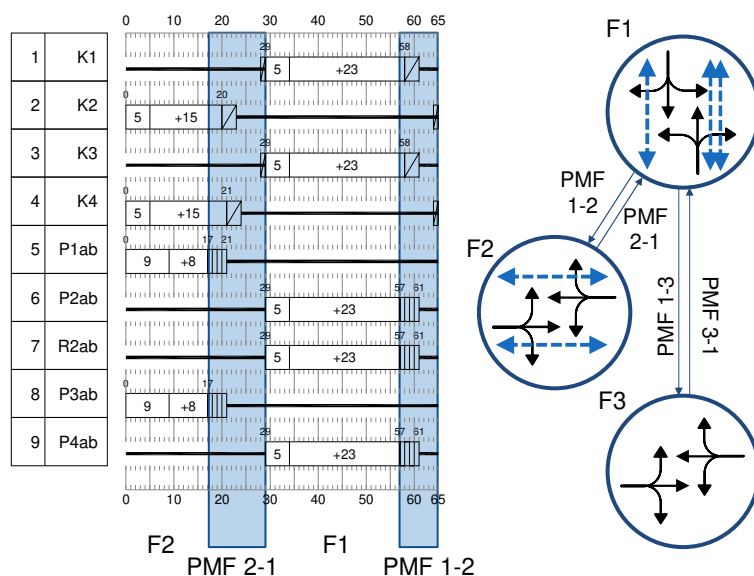 0 10 20 30 40 50 60 65
1 K1 29 5 +23 58
2 K2 0 5 +15 20
3 K3 29 5 +23 58
4 K4 5 +15 21
5 P1ab 0 9 +8 17 21
6 P2ab 29 5 +23 57 61
7 R2ab 29 5 +23 57 61
8 P3ab 0 9 +8 17
9 P4ab 29 5 +23 57 61
0 10 20 30 40 50 60 65
F2 F1
PMF 2-1 PMF 1-2
F1
PMF
1-2
PMF
2-1
F2
PMF 1-3
PMF 3-1
F3